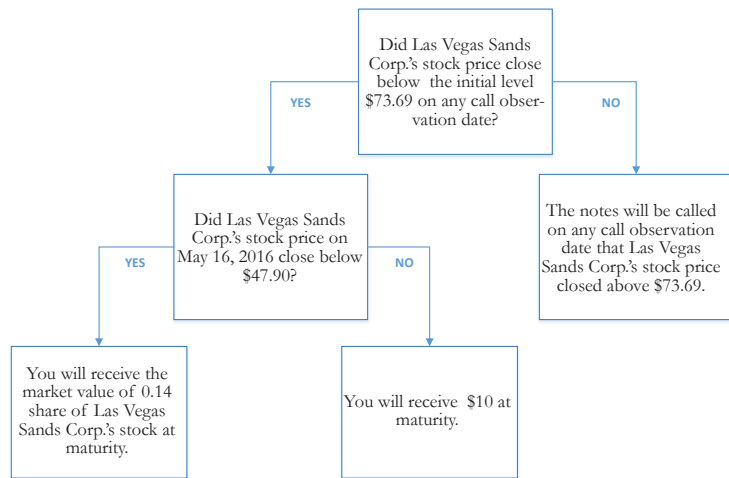 Did Las Vegas Sands
Corp.'s stock price close
below the initial level
$73.69 on any call obser-
vation date?
YES
NO
Did Las Vegas Sands
Corp.'s stock price on
May 16, 2016 close below
$47.90?
The notes will be called
on any call observation
date that Las Vegas
Sands Corp.'s stock price
closed above $73.69.
YES
NO
You will receive the
market value of 0.14
share of Las Vegas
Sands Corp.'s stock at
maturity.
You will receive $10 at
maturity.